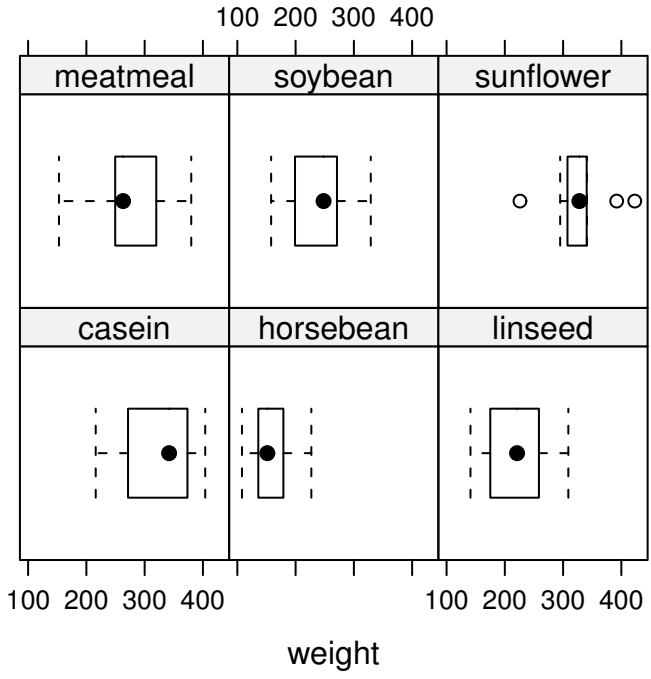 100 200 300 400
meatmeal soybean sunflower
casein horsebean linseed
100 200 300 400 100 200 300 400
weight